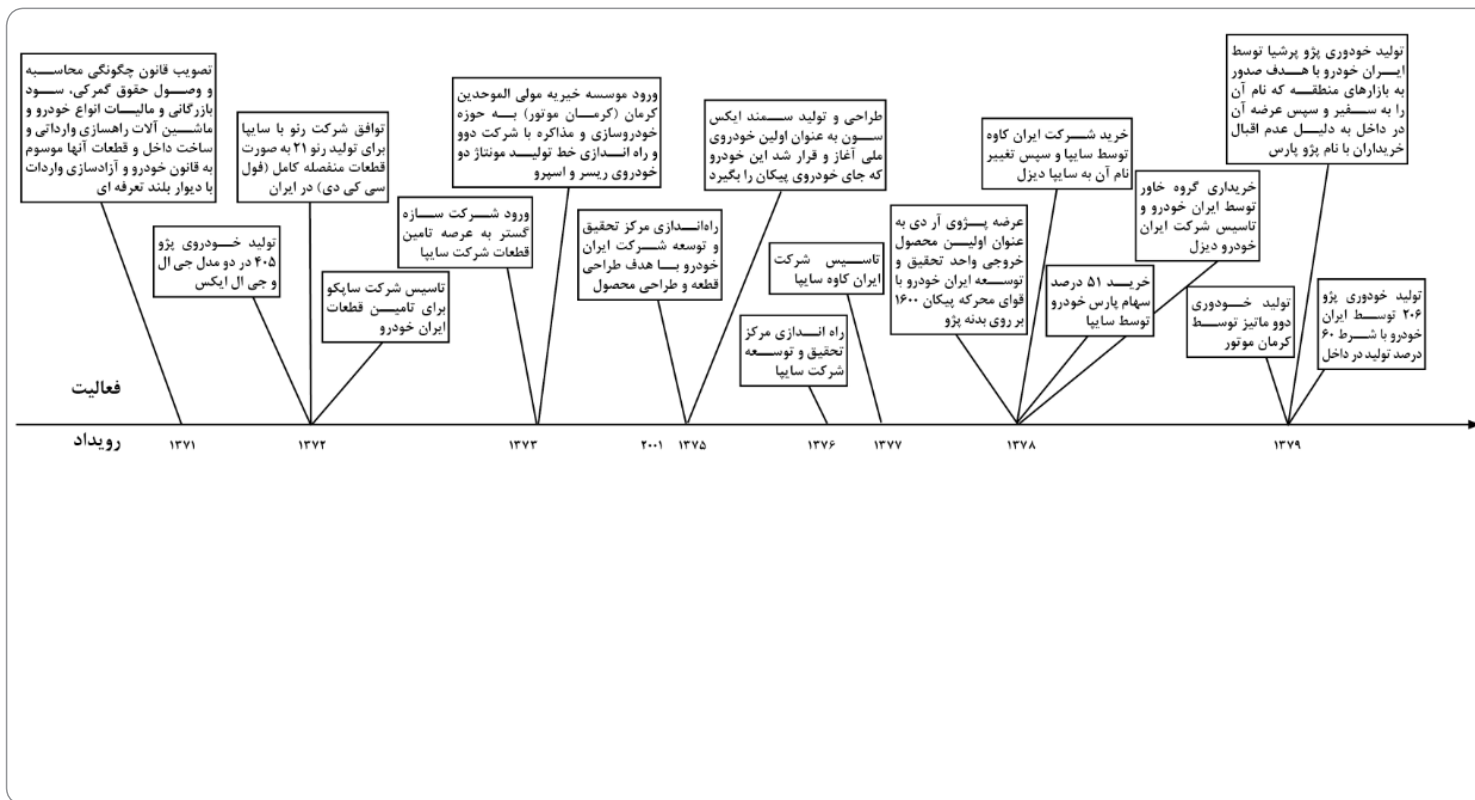 تصویب قانون چگونگی محاسبه
و وصول حقوق گمرکی، سود
بازرگانی و مالیات انواع خودرو و
ماشین آلات راهسازی وارداتی و
ساخت داخل و قطعات آنها موسوم
به قانون خودرو و آزادسازی واردات
با دیوار بلند تعرفه ای
تولید خودروی پژو
۴۰۵ در دو مدل جی ال
و جی ال ایکس
توافق شرکت رنو با سایپا
برای تولید رنو ۲۱ به صورت
قطعات منفصله کامل (فول
سی کی دی) در ایران
تاسیس شرکت ساپکو
برای تامین قطعات
ایران خودرو
ورود موسسه خیریه مولی الموحدین
کرمان (کرمان موتور) به حوزه
خودروسازی و مذاکره با شرکت دوو
و راه اندازی خط تولید مونتاژ دو
خودروی ریسر و اسپرو
ورود شرکت سازه
گستر به عرصه تامین
قطعات شرکت سایپا
طراحی و تولید سمند ایکس
سون به عنوان اولین خودروی
ملی آغاز و قرار شد این خودرو
که جای خودروی پیکان را بگیرد
راه‌اندازی مرکز تحقیق
و توسعه شرکت ایران
خودرو با هدف طراحی
قطعه و طراحی محصول
تاسیس شرکت
ایران کاوه سایپا
راه اندازی مرکز
تحقیق و توسعه
شرکت سایپا
خرید شرکت ایران کاوه
توسط سایپا و سپس تغییر
نام آن به سایپا دیزل
عرضه پژوی آر دی به
عنوان اولین محصول
خروجی واحد تحقیق و
توسعه ایران خودرو با
قوای محرکه پیکان ۱۶۰۰
بر روی بدنه پژو
خریداری گروه خاور
توسط ایران خودرو و
تاسیس شرکت ایران
خودرو دیزل
خرید ۵۱ درصد
سهام پارس خودرو
توسط سایپا
تولید خودوری پژو پرشیا توسط
ایران خودرو با هدف صدور
به بازارهای منطقه که نام آن
را به سفیر و سپس عرضه آن
در داخل به دلیل عدم اقبال
خریداران با نام پژو پارس
تولید خودوری
دوو ماتیز توسط
کرمان موتور
تولید خودوری پژو
۲۰۶ توسط ایران
خودرو با شرط ۶۰
درصد تولید در داخل
فعالیت
رویداد
۱۳۷۱ ۱۳۷۲ ۱۳۷۳ ۲۰۰۱ ۱۳۷۵ ۱۳۷۶ ۱۳۷۷ ۱۳۷۸ ۱۳۷۹